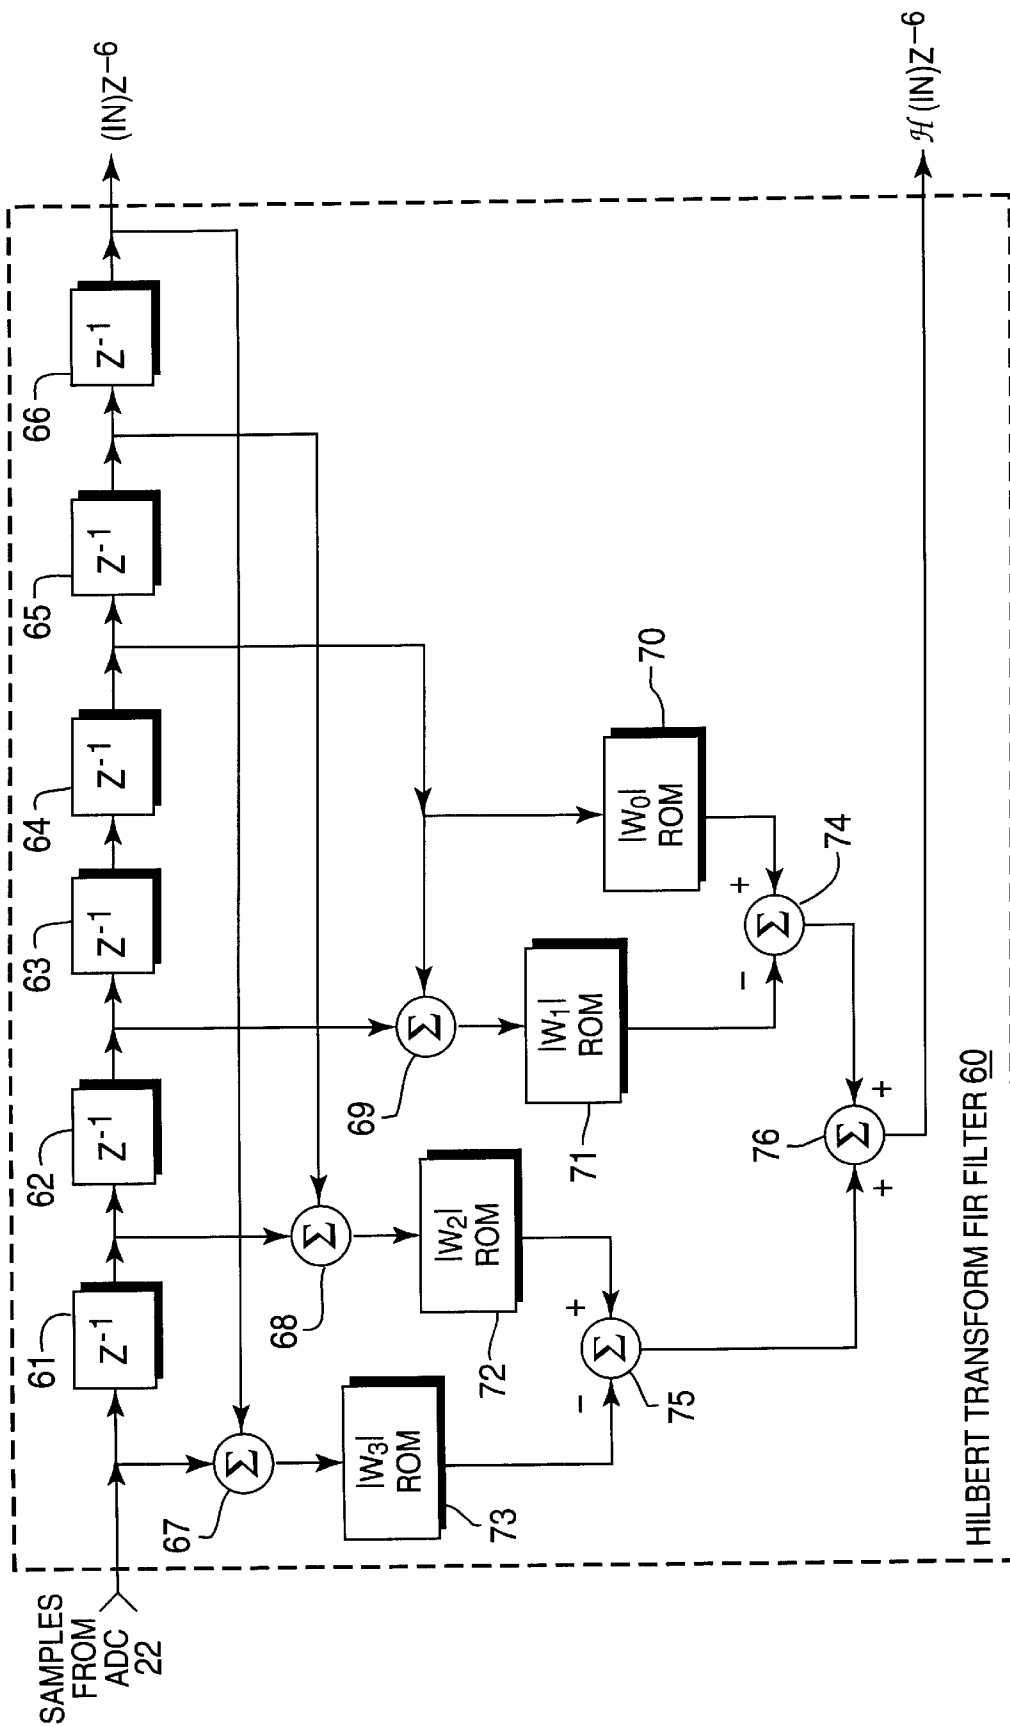 SAMPLES
FROM
ADC
22
61
Z-1
62
Z-1
63
Z-1
64
Z-1
65
Z-1
66
Z-1
(IN)Z-6
67
Σ
68
Σ
69
Σ
|W3|
ROM
73
|W2|
ROM
72
|W1|
ROM
71
|W0|
ROM
70
−
+
Σ
75
−
+
Σ
74
+
+
Σ
76
ℋ(IN)Z-6
HILBERT TRANSFORM FIR FILTER 60